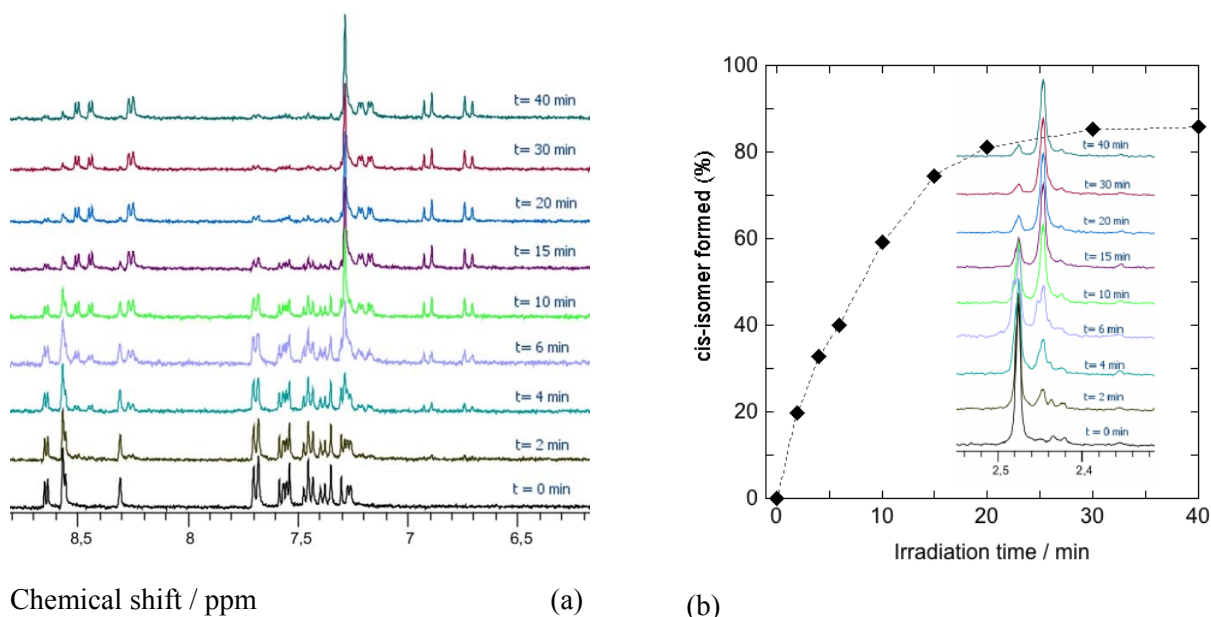 t= 40 min
t= 30 min
t= 20 min
t= 15 min
t= 10 min
t= 6 min
t= 4 min
t= 2 min
t = 0 min
8,5
8
7,5
7
6,5
Chemical shift / ppm
(a)
100
80
60
40
20
0
cis-isomer formed (%)
t= 40 min
t= 30 min
t= 20 min
t= 15 min
t= 10 min
t= 6 min
t= 4 min
t= 2 min
t = 0 min
2,5
2,4
0
10
20
30
40
Irradiation time / min
(b)